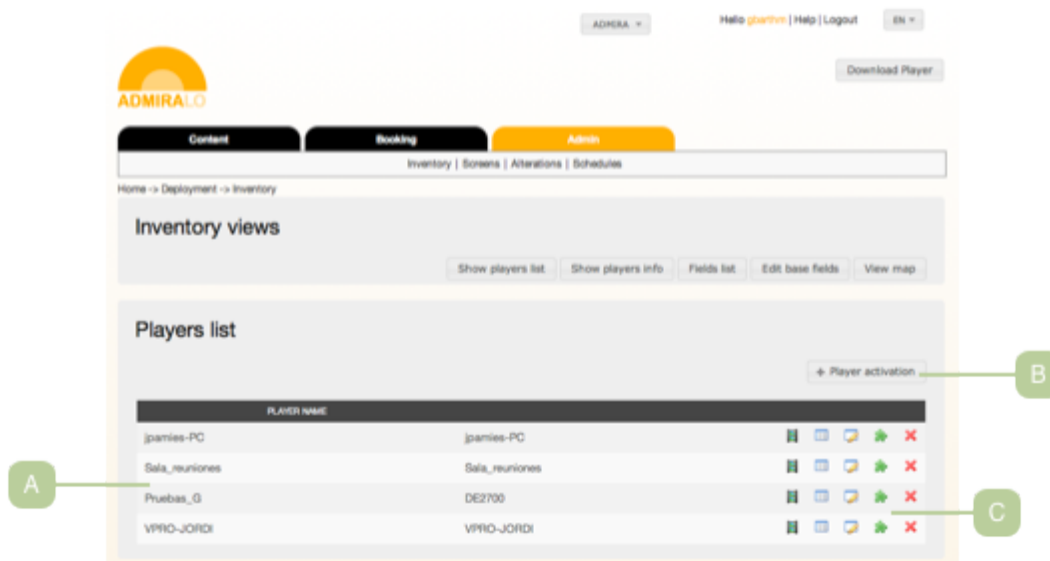 ADMIRA
Hello gbarthm | Help | Logout
EN
Download Player
ADMIRALO
Content
Booking
Admin
Inventory | Screens | Alterations | Schedules
Home -> Deployment -> Inventory
Inventory views
Show players list
Show players info
Fields list
Edit base fields
View map
Players list
+ Player activation
B
PLAYER NAME
jpamies-PC jpamies-PC
Sala_reuniones Sala_reuniones
A
Pruebas_G DE2700
C
VPRO-JORDI VPRO-JORDI